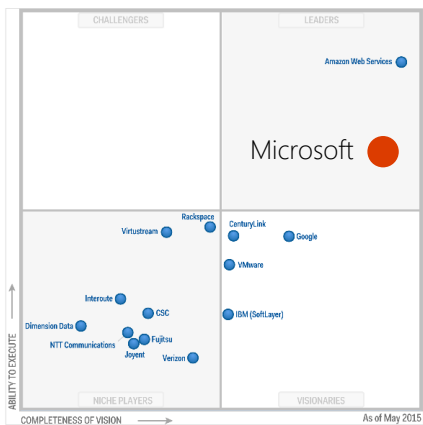 CHALLENGERS
LEADERS
Amazon Web Services
Microsoft
Rackspace
Virtustream
CenturyLink
Google
VMware
Interoute
CSC
IBM (SoftLayer)
Dimension Data
NTT Communications
Fujitsu
Joyent
Verizon
NICHE PLAYERS
VISIONARIES
ABILITY TO EXECUTE
COMPLETENESS OF VISION
As of May 2015